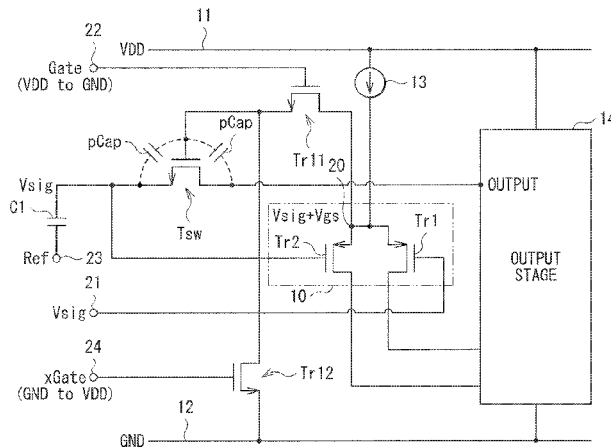 11
22
VDD
Gate
(VDD to GND)
13
14
pCap
pCap
Tr11
20
Vsig
OUTPUT
C1
Tsw
Vsig+Vgs
Tr1
Tr2
OUTPUT
STAGE
Ref
23
21
10
Vsig
24
xGate
(GND to VDD)
Tr12
12
GND